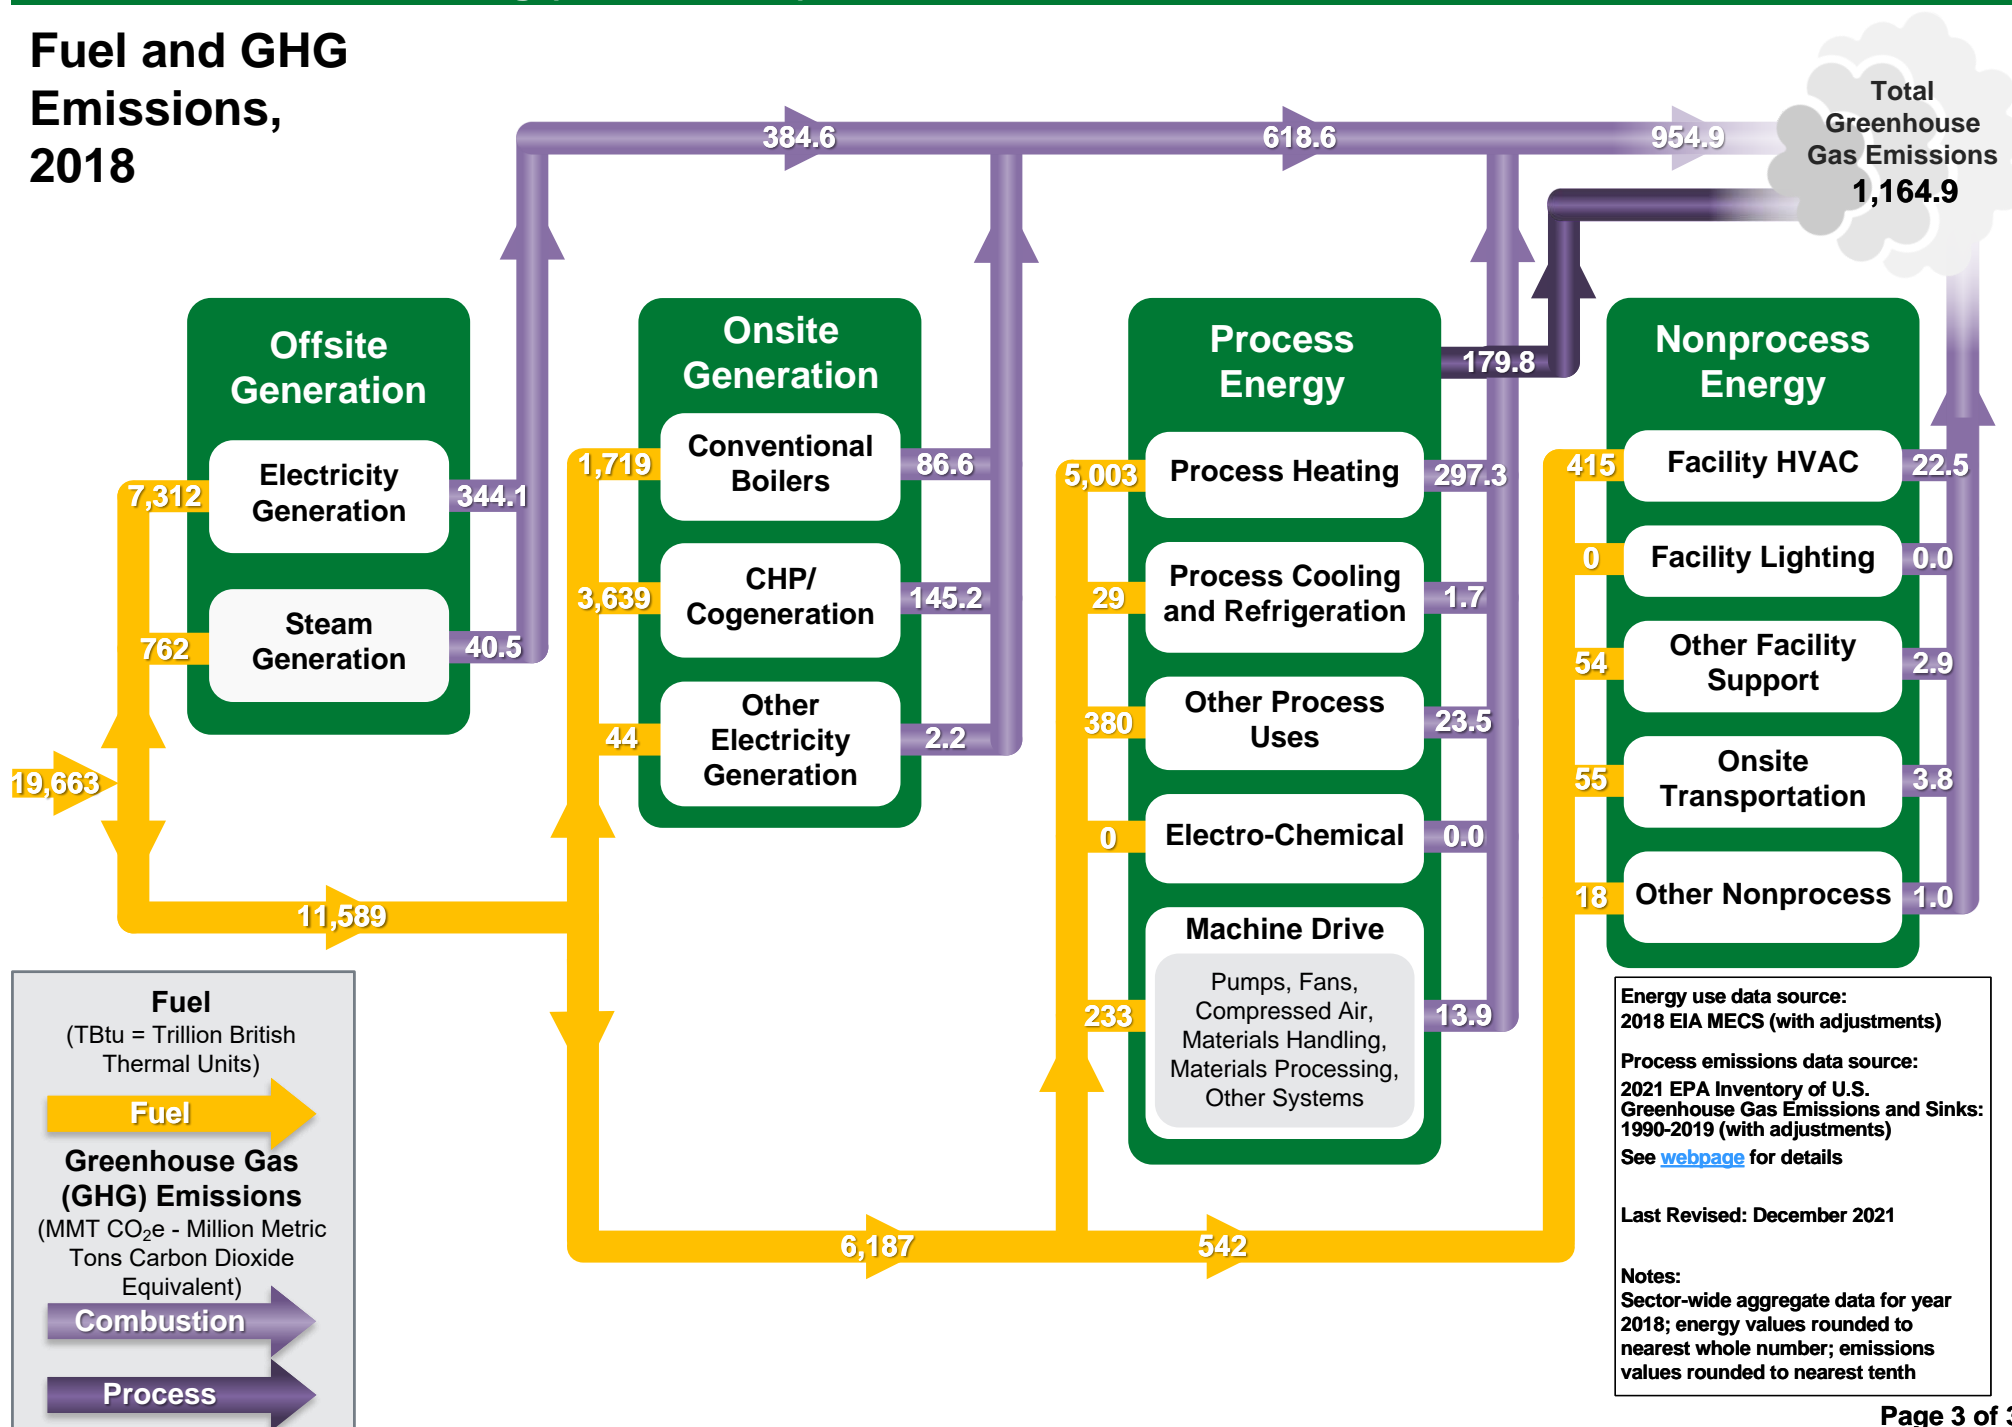 Fuel and GHG
Emissions,
2018
384.6
618.6
954.9
Total
Greenhouse
Gas Emissions
1,164.9
Offsite
Generation
7,312
Electricity
Generation
344.1
762
Steam
Generation
40.5
19,663
11,589
Onsite
Generation
1,719
Conventional
Boilers
86.6
3,639
CHP/
Cogeneration
145.2
44
Other
Electricity
Generation
2.2
6,187
542
Process
Energy
179.8
5,003
Process Heating
297.3
29
Process Cooling
and Refrigeration
1.7
380
Other Process
Uses
23.5
0
Electro-Chemical
0.0
Machine Drive
233
Pumps, Fans,
Compressed Air,
Materials Handling,
Materials Processing,
Other Systems
13.9
Nonprocess
Energy
415
Facility HVAC
22.5
0
Facility Lighting
0.0
54
Other Facility
Support
2.9
55
Onsite
Transportation
3.8
18
Other Nonprocess
1.0
Fuel
(TBtu = Trillion British
Thermal Units)
Fuel
Greenhouse Gas
(GHG) Emissions
(MMT CO₂e - Million Metric
Tons Carbon Dioxide
Equivalent)
Combustion
Process
Energy use data source:
2018 EIA MECS (with adjustments)
Process emissions data source:
2021 EPA Inventory of U.S.
Greenhouse Gas Emissions and Sinks:
1990-2019 (with adjustments)
See webpage for details
Last Revised: December 2021
Notes:
Sector-wide aggregate data for year
2018; energy values rounded to
nearest whole number; emissions
values rounded to nearest tenth
Page 3 of 3